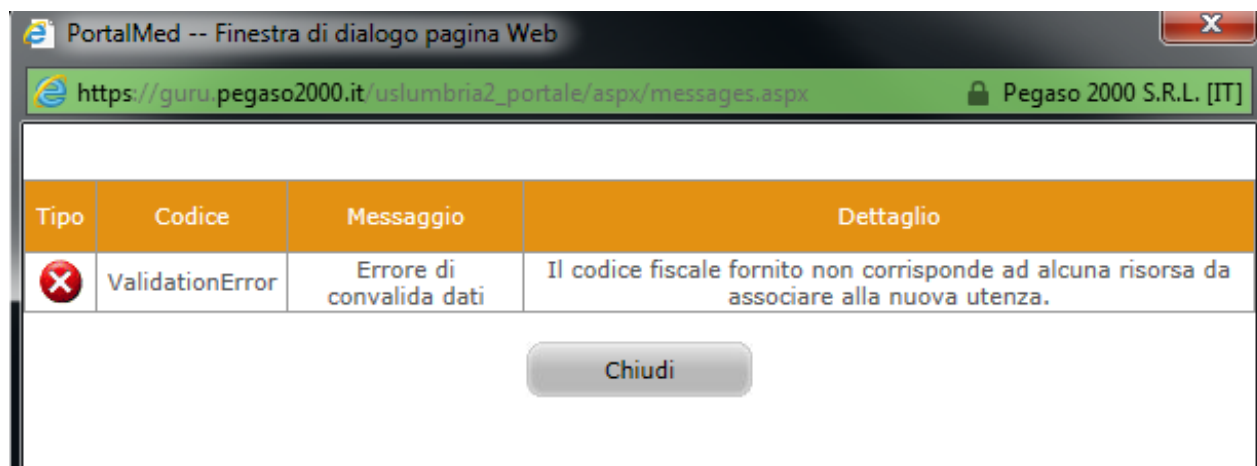 PortalMed -- Finestra di dialogo pagina Web
https://guru.pegaso2000.it/uslumbria2_portale/aspx/messages.aspx Pegaso 2000 S.R.L. [IT]
Tipo Codice Messaggio Dettaglio
ValidationError Errore di convalida dati Il codice fiscale fornito non corrisponde ad alcuna risorsa da associare alla nuova utenza.
Chiudi